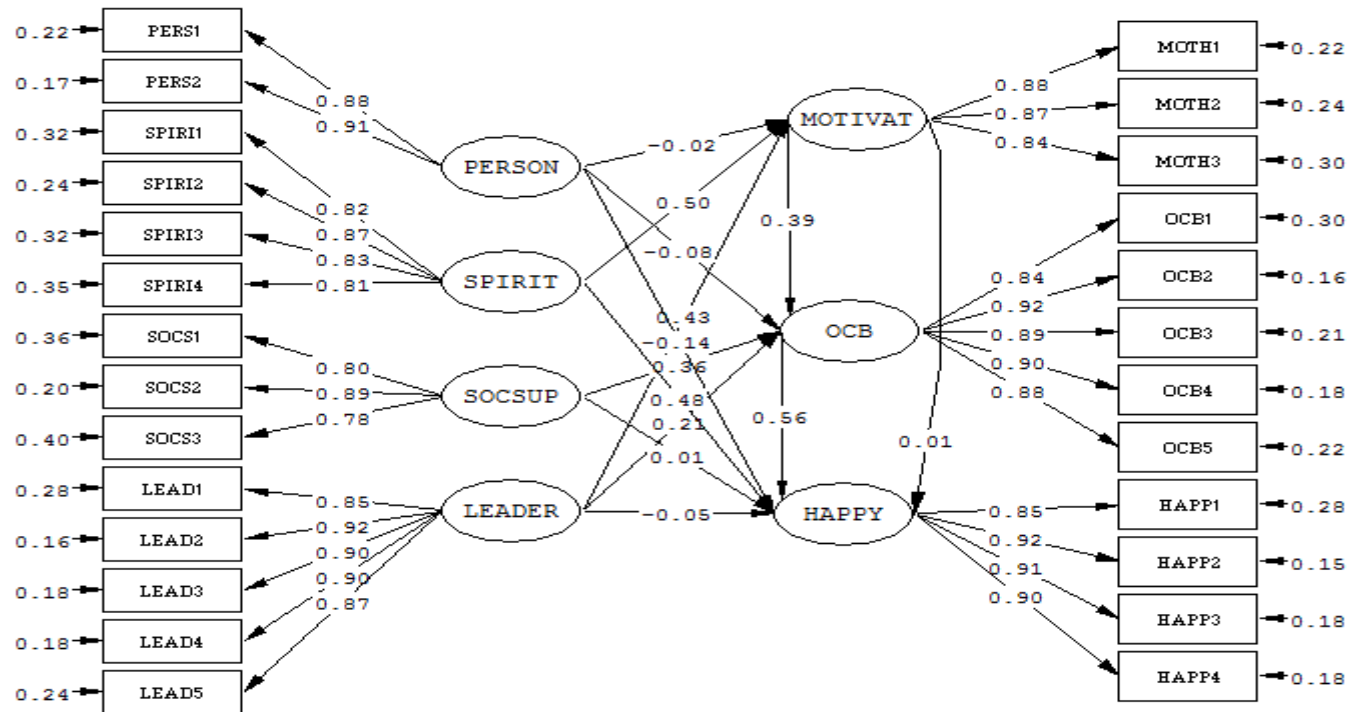 0.22 PERS1
0.17 PERS2
0.32 SPIRI1
0.24 SPIRI2
0.32 SPIRI3
0.35 SPIRI4
0.36 SOCS1
0.20 SOCS2
0.40 SOCS3
0.28 LEAD1
0.16 LEAD2
0.18 LEAD3
0.18 LEAD4
0.24 LEAD5
0.88
0.91
0.82
0.87
0.83
0.81
0.80
0.89
0.78
0.85
0.92
0.90
0.90
0.87
PERSON
SPIRIT
SOCSUP
LEADER
-0.02
0.50
-0.08
0.43
-0.14
0.36
0.48
0.21
0.01
-0.05
MOTIVAT
0.39
OCB
0.56
HAPPY
0.01
0.88
0.87
0.84
0.84
0.92
0.89
0.90
0.88
0.85
0.92
0.91
0.90
MOTH1 0.22
MOTH2 0.24
MOTH3 0.30
OCB1 0.30
OCB2 0.16
OCB3 0.21
OCB4 0.18
OCB5 0.22
HAPP1 0.28
HAPP2 0.15
HAPP3 0.18
HAPP4 0.18